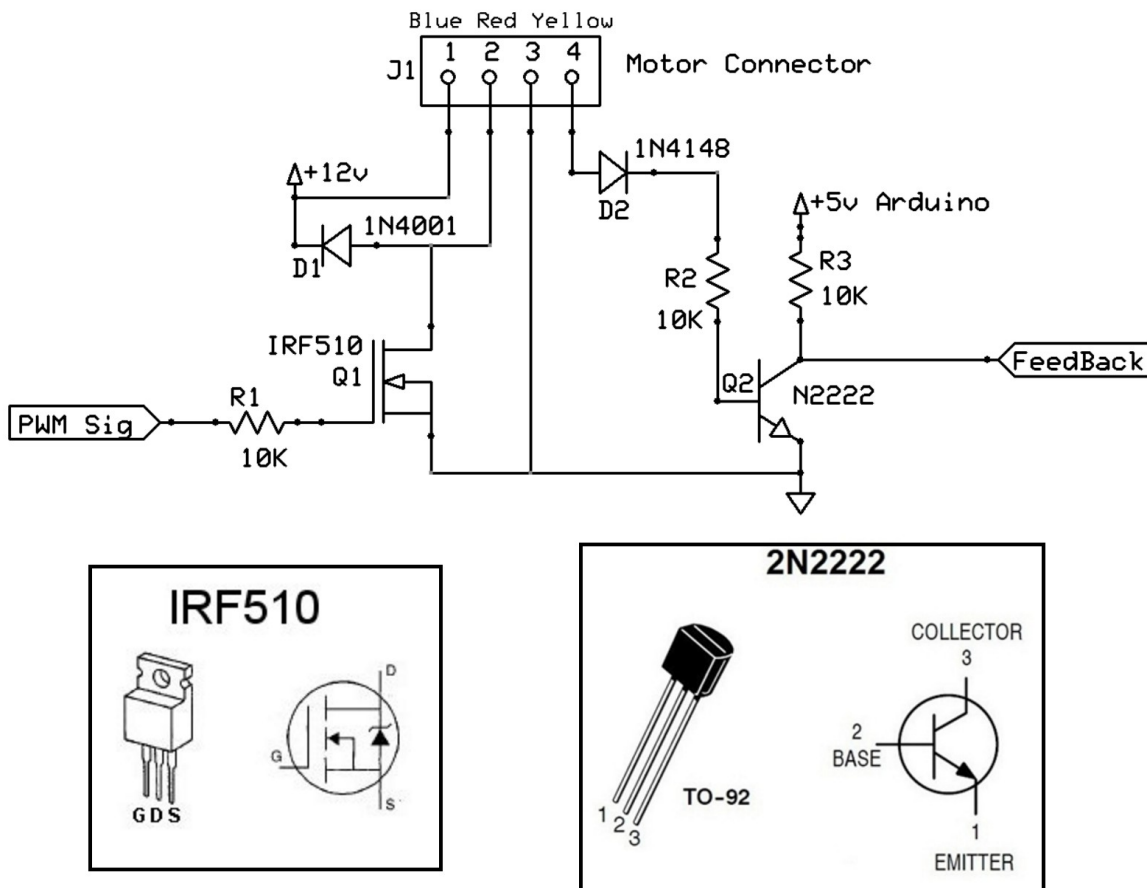 Blue Red Yellow
1 2 3 4
J1
Motor Connector
1N4148
+12v
D2
+5v Arduino
1N4001
D1
R2
10K
R3
10K
IRF510
Q1
Q2
N2222
FeedBack
R1
PWM Sig
10K
IRF510
D
G
S
G D S
2N2222
COLLECTOR
3
2
BASE
TO-92
1
2
3
1
EMITTER